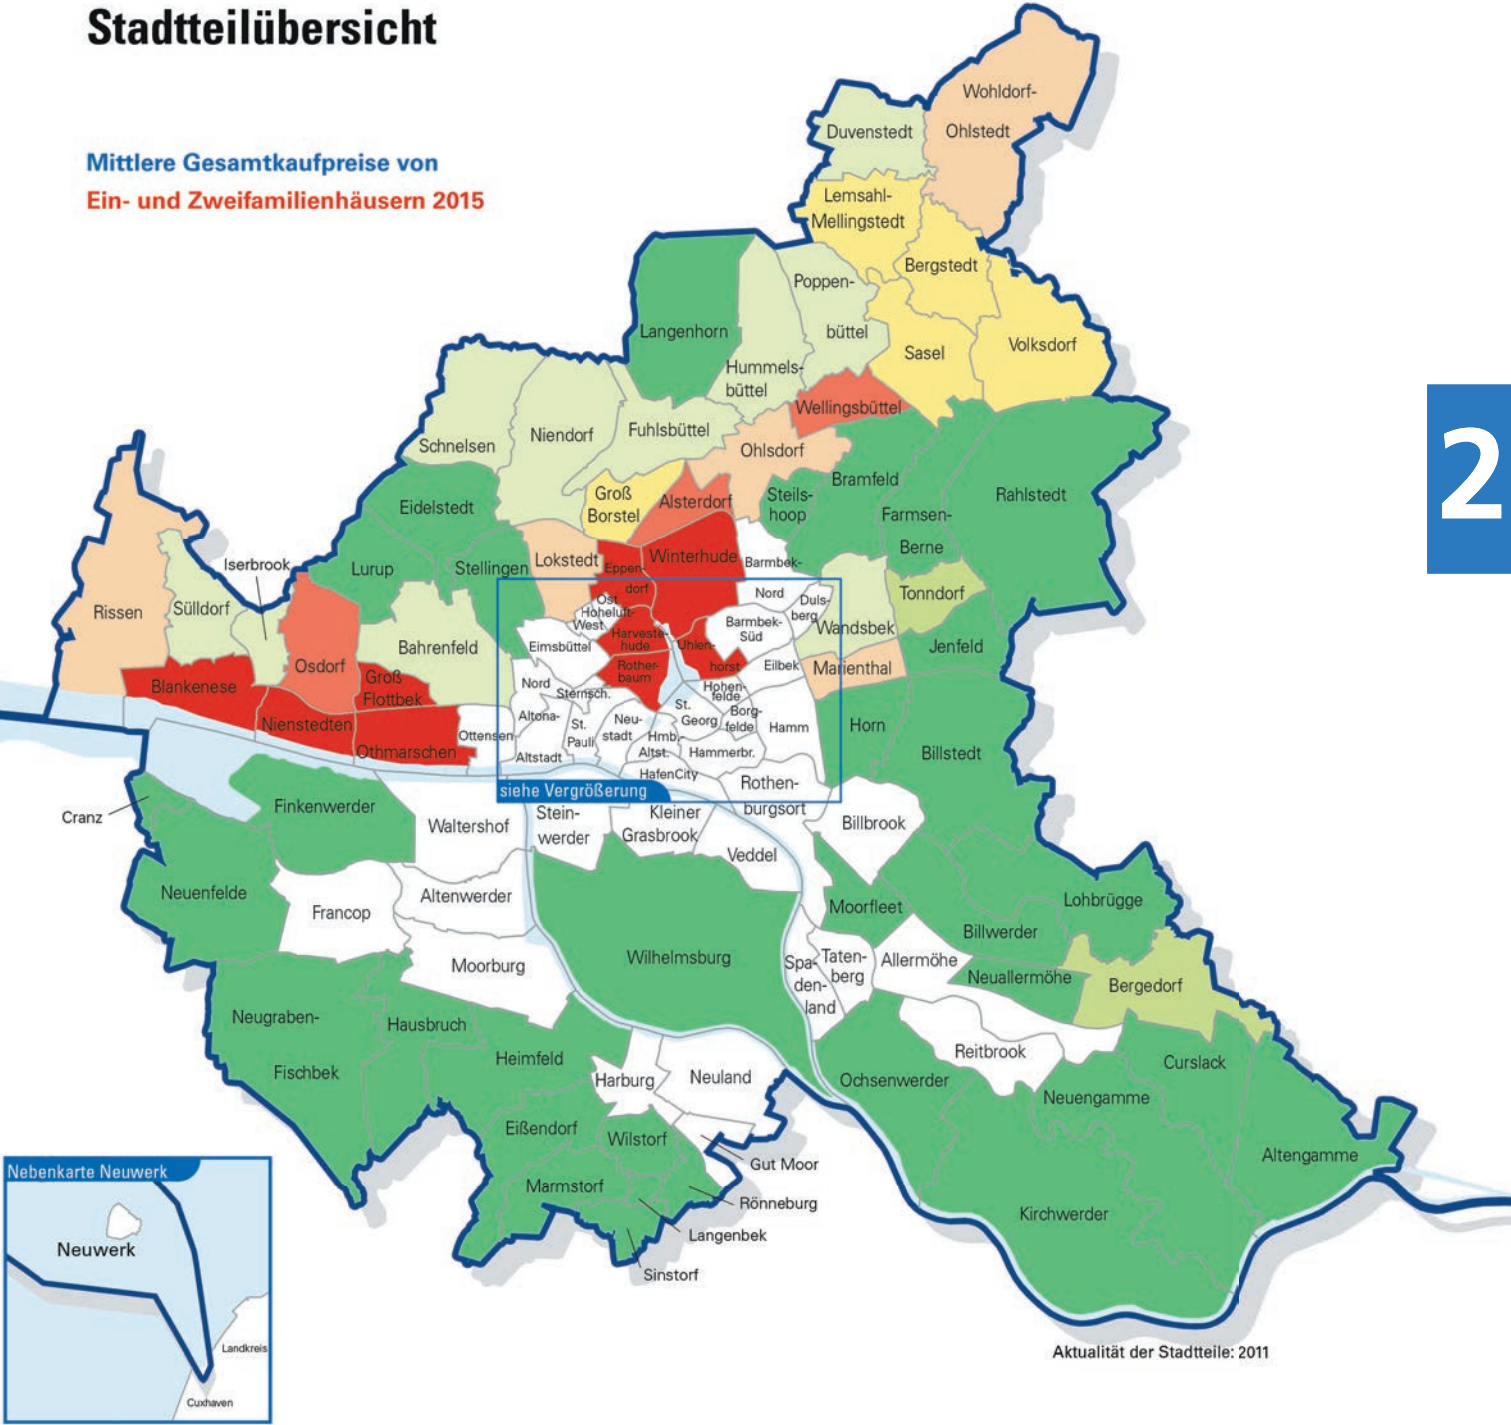 Stadtteilübersicht
Mittlere Gesamtkaufpreise von
Ein- und Zweifamilienhäusern 2015
2
Wohldorf-
Ohlstedt
Duvenstedt
Lemsahl-
Mellingstedt
Bergstedt
Poppen-
büttel
Langenhorn
Hummels-
büttel
Sasel
Volksdorf
Wellingsbüttel
Schnelsen
Niendorf
Fuhlsbüttel
Ohlsdorf
Bramfeld
Rahlstedt
Eidelstedt
Groß
Borstel
Alsterdorf
Steils-
hoop
Farmsen-
Berne
Iserbrook
Lurup
Stellingen
Lokstedt
Eppen-
dorf
Winterhude
Barmbek-
Nord
Tonndorf
Rissen
Sülldorf
Ost
Hoheluft-
West
Duls-
berg
Wandsbek
Bahrenfeld
Eimsbüttel
Harveste-
hude
Uhlen-
horst
Barmbek-
Süd
Jenfeld
Osdorf
Rother-
baum
Eilbek
Marienthal
Blankenese
Groß
Flottbek
Nord
Sternsch.
Hohen-
felde
Nienstedten
Othmarschen
Ottensen
Altona-
Altstadt
St.
Pauli
Neu-
stadt
Hmb.-
Altst.
St.
Georg
Borg-
felde
Hamm
Hammerbr.
Horn
Billstedt
HafenCity
siehe Vergrößerung
Rothen-
burgsort
Cranz
Finkenwerder
Waltershof
Stein-
werder
Kleiner
Grasbrook
Billbrook
Veddel
Neuenfelde
Francop
Altenwerder
Moorfleet
Lohbrügge
Billwerder
Moorburg
Wilhelmsburg
Spa-
den-
land
Taten-
berg
Allermöhe
Neuallermöhe
Bergedorf
Neugraben-
Fischbek
Hausbruch
Heimfeld
Harburg
Neuland
Reitbrook
Ochsenwerder
Curslack
Neuengamme
Eißendorf
Wilstorf
Altengamme
Gut Moor
Marmstorf
Rönneburg
Langenbek
Sinstorf
Kirchwerder
Nebenkarte Neuwerk
Neuwerk
Landkreis
Cuxhaven
Aktualität der Stadtteile: 2011